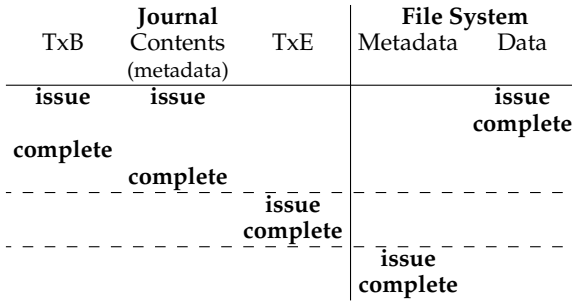 Journal File System
TxB Contents TxE Metadata Data
(metadata)
issue issue issue
complete
complete
complete
issue
complete
issue
complete